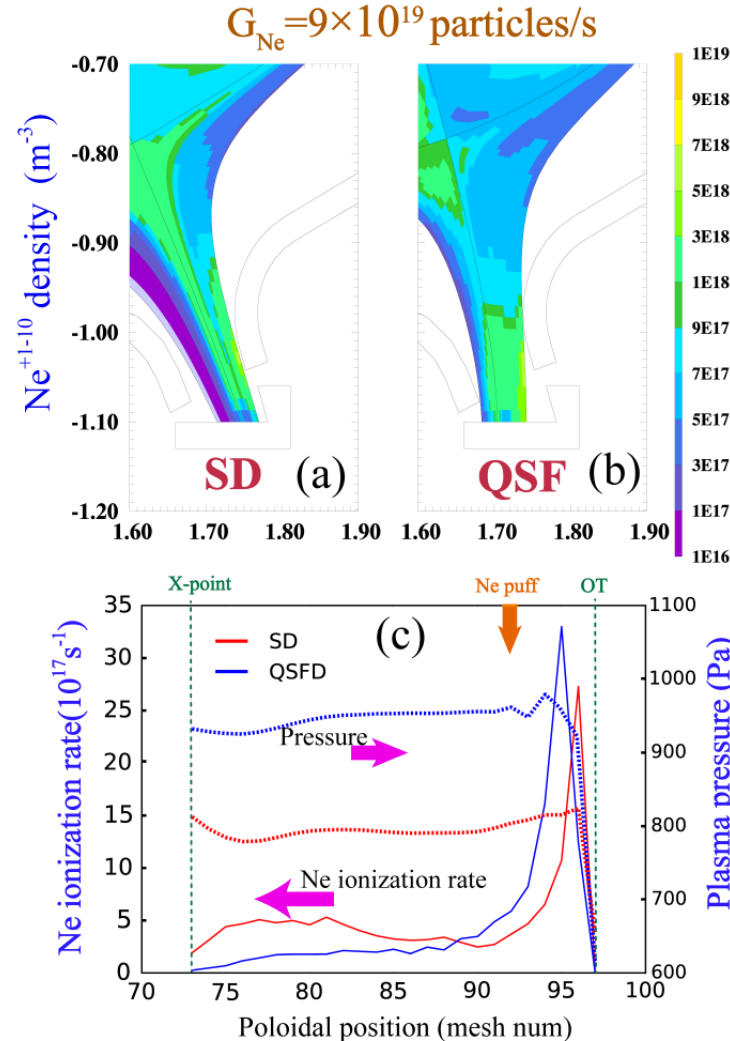 G_Ne=9×10^19 particles/s
Ne^+1-10 density (m^-3)
-0.70
-0.80
-0.90
-1.00
-1.10
-1.20
SD (a)
QSF (b)
1.60 1.70 1.80 1.90
1.60 1.70 1.80 1.90
1E19
9E18
7E18
5E18
3E18
1E18
9E17
7E17
5E17
3E17
1E17
1E16
X-point
Ne puff
OT
(c)
SD
QSFD
Pressure
Ne ionization rate
Ne ionization rate(10^17s^-1)
35
30
25
20
15
10
5
0
Plasma pressure (Pa)
1100
1000
900
800
700
600
70 75 80 85 90 95 100
Poloidal position (mesh num)